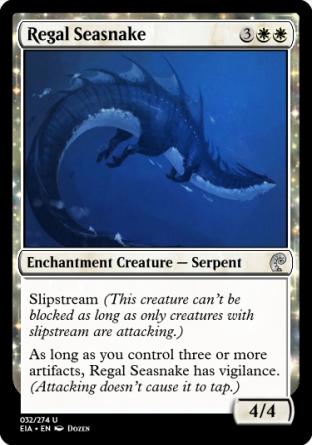 Regal Seasnake 3
Enchantment Creature — Serpent
Slipstream (This creature can't be
blocked as long as only creatures with
slipstream are attacking.)
As long as you control three or more
artifacts, Regal Seasnake has vigilance.
(Attacking doesn't cause it to tap.)
4/4
032/274 U
EIA • EN Dozen